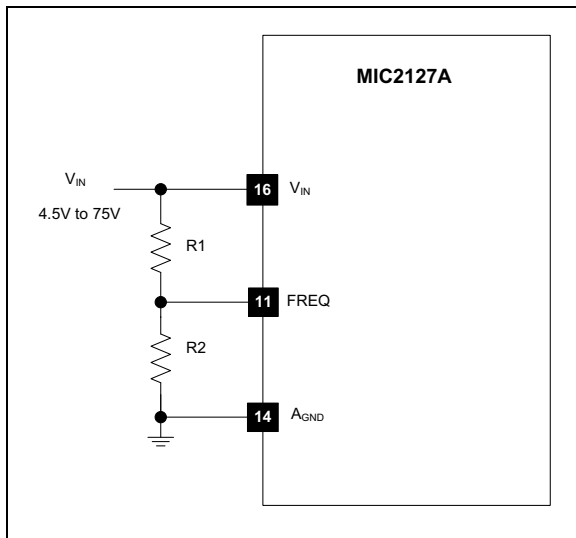 MIC2127A
V_IN
4.5V to 75V
16
V_IN
R1
11
FREQ
R2
14
A_GND